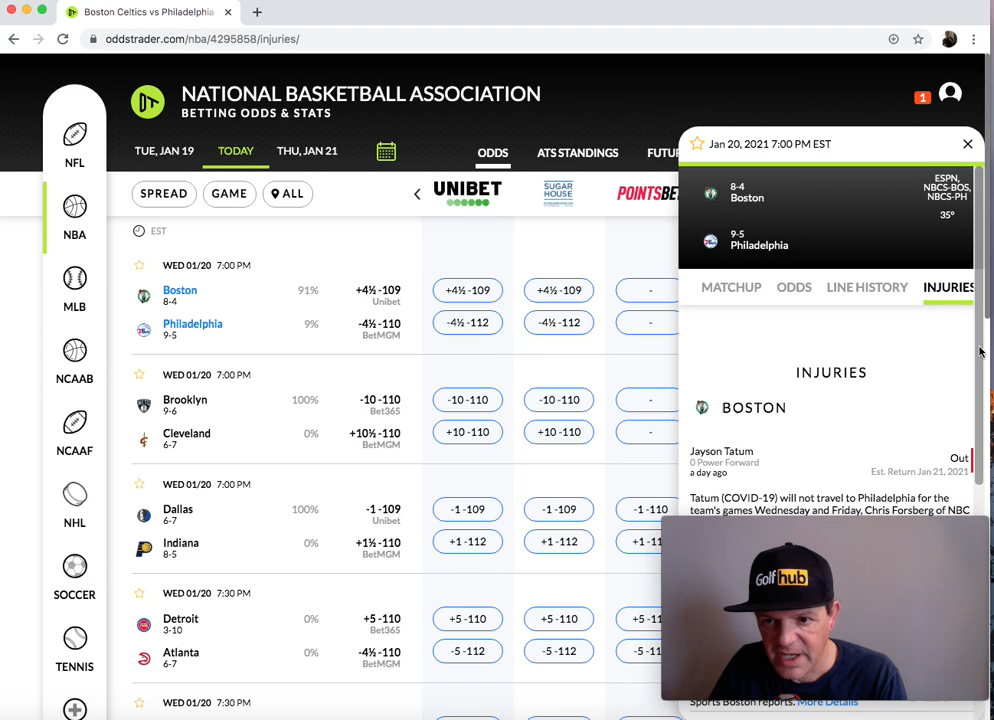 Boston Celtics vs Philadelphia
oddstrader.com/nba/4295858/injuries/
NATIONAL BASKETBALL ASSOCIATION
BETTING ODDS & STATS
1
TUE, JAN 19 TODAY THU, JAN 21 ODDS ATS STANDINGS FUTU
SPREAD GAME ALL UNIBET SUGAR HOUSE POINTSBE
EST
NFL
NBA
MLB
NCAAB
NCAAF
NHL
SOCCER
TENNIS
WED 01/20 7:00 PM
Boston 91% +4½ -109 +4½ -109 +4½ -109 -
8-4 Unibet
Philadelphia 9% -4½ -110 -4½ -112 -4½ -112 -
9-5 BetMGM
WED 01/20 7:00 PM
Brooklyn 100% -10 -110 -10 -110 -10 -110 -
9-6 Bet365
Cleveland 0% +10½ -110 +10 -110 +10 -110 -
6-7 BetMGM
WED 01/20 7:00 PM
Dallas 100% -1 -109 -1 -109 -1 -109 -1 -110
6-7 Unibet
Indiana 0% +1½ -110 +1 -112 +1 -112 +1 -11
8-5 BetMGM
WED 01/20 7:30 PM
Detroit 0% +5 -110 +5 -110 +5 -110 +5 -11
3-10 Bet365
Atlanta 0% -4½ -110 -5 -112 -5 -112 -5 -11
6-7 BetMGM
WED 01/20 7:30 PM
Jan 20, 2021 7:00 PM EST
8-4
Boston
9-5
Philadelphia
ESPN,
NBCS-BOS,
NBCS-PH
35°
MATCHUP ODDS LINE HISTORY INJURIES
INJURIES
BOSTON
Jayson Tatum
0 Power Forward
a day ago
Out
Est. Return Jan 21, 2021
Tatum (COVID-19) will not travel to Philadelphia for the
team's games Wednesday and Friday, Chris Forsberg of NBC
Golf hub
Sports Boston reports. More Details